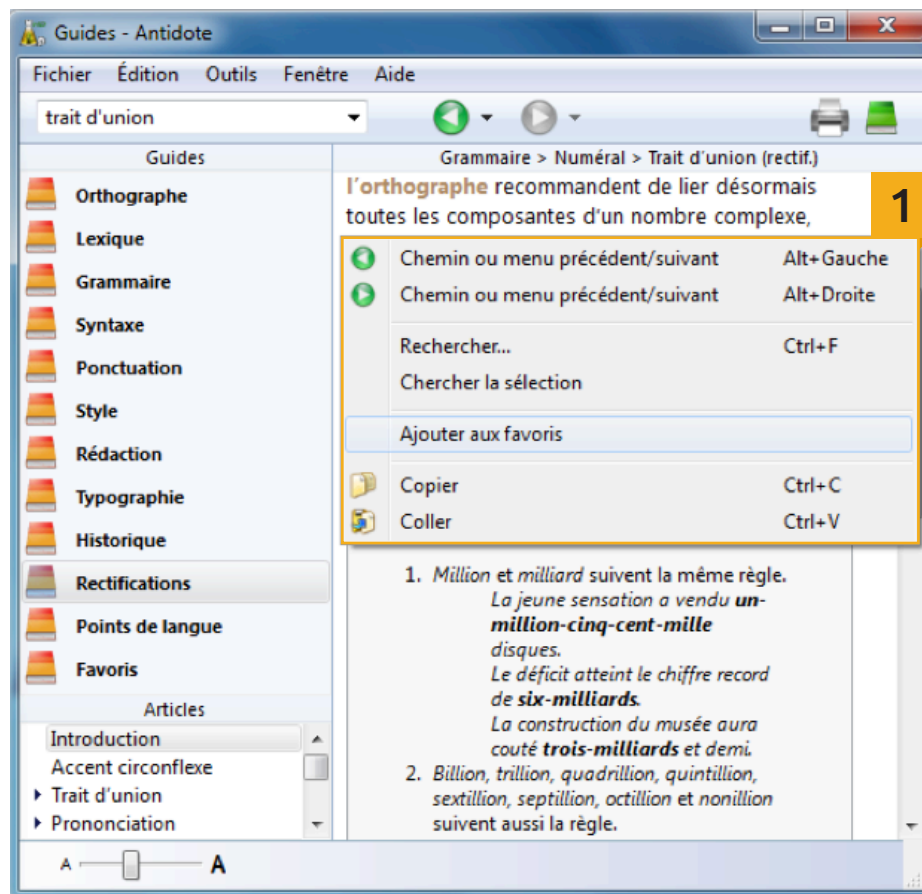 Guides - Antidote
Fichier Édition Outils Fenêtre Aide
trait d'union
Guides
Orthographe
Lexique
Grammaire
Syntaxe
Ponctuation
Style
Rédaction
Typographie
Historique
Rectifications
Points de langue
Favoris
Articles
Introduction
Accent circonflexe
Trait d'union
Prononciation
A A
Grammaire > Numéral > Trait d'union (rectif.)
l'orthographe recommandent de lier désormais
toutes les composantes d'un nombre complexe,
1
Chemin ou menu précédent/suivant Alt+Gauche
Chemin ou menu précédent/suivant Alt+Droite
Rechercher... Ctrl+F
Chercher la sélection
Ajouter aux favoris
Copier Ctrl+C
Coller Ctrl+V
1. Million et milliard suivent la même règle.
La jeune sensation a vendu un-
million-cinq-cent-mille
disques.
Le déficit atteint le chiffre record
de six-milliards.
La construction du musée aura
couté trois-milliards et demi.
2. Billion, trillion, quadrillion, quintillion,
sextillion, septillion, octillion et nonillion
suivent aussi la règle.